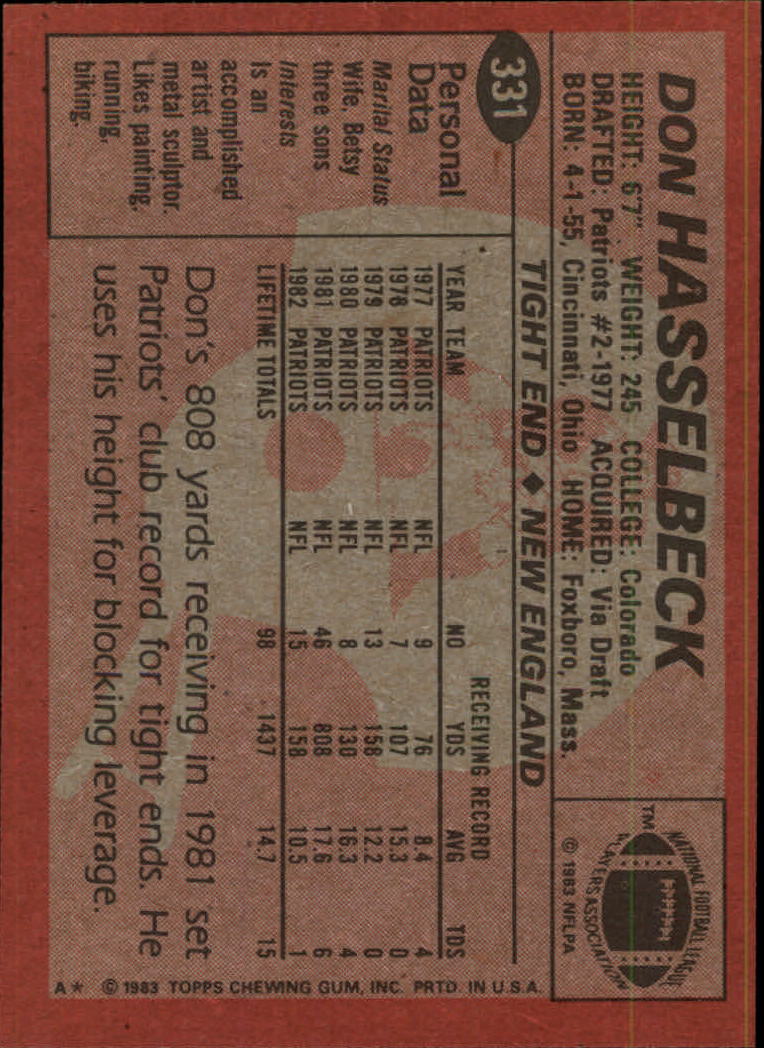 DON HASSELBECK
HEIGHT: 6'7" WEIGHT: 245 COLLEGE: Colorado
DRAFTED: Patriots #2-1977 ACQUIRED: Via Draft
BORN: 4-1-55, Cincinnati, Ohio HOME: Foxboro, Mass.
NATIONAL FOOTBALL LEAGUE
PLAYERS ASSOCIATION
TM
© 1983 NFLPA
331
TIGHT END ♦ NEW ENGLAND
Personal
Data
Marital Status
Wife, Betsy
three sons
Interests
Is an
accomplished
artist and
metal sculptor.
Likes painting,
running,
biking.
RECEIVING RECORD
YEAR TEAM NO YDS AVG TDS
1977 PATRIOTS NFL 9 76 8.4 4
1978 PATRIOTS NFL 7 107 15.3 0
1979 PATRIOTS NFL 13 158 12.2 0
1980 PATRIOTS NFL 8 130 16.3 4
1981 PATRIOTS NFL 46 808 17.6 6
1982 PATRIOTS NFL 15 158 10.5 1
LIFETIME TOTALS 98 1437 14.7 15
Don's 808 yards receiving in 1981 set
Patriots' club record for tight ends. He
uses his height for blocking leverage.
A* © 1983 TOPPS CHEWING GUM, INC. PRTD. IN U.S.A.